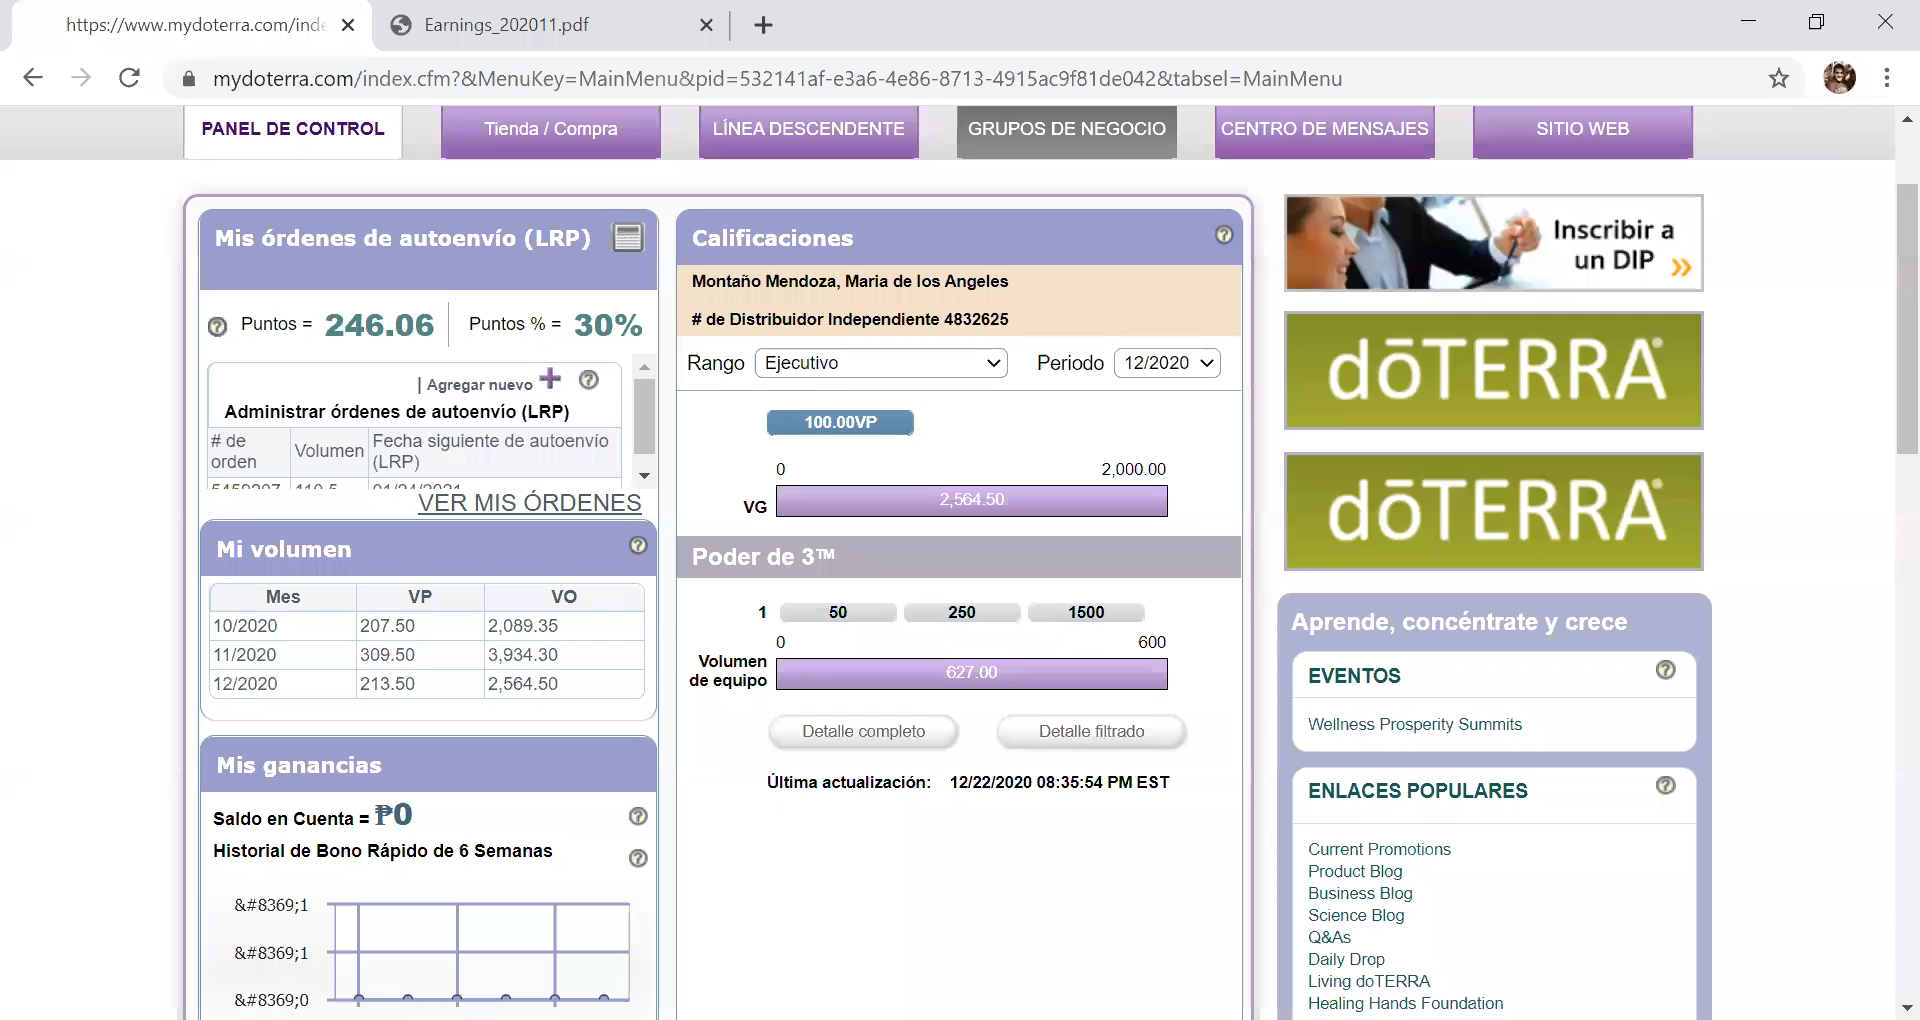 https://www.mydoterra.com/inde
Earnings_202011.pdf
mydoterra.com/index.cfm?&MenuKey=MainMenu&pid=532141af-e3a6-4e86-8713-4915ac9f81de042&tabsel=MainMenu
PANEL DE CONTROL
Tienda / Compra
LÍNEA DESCENDENTE
GRUPOS DE NEGOCIO
CENTRO DE MENSAJES
SITIO WEB
Mis órdenes de autoenvío (LRP)
Puntos = 246.06
Puntos % = 30%
| Agregar nuevo
Administrar órdenes de autoenvío (LRP)
# de orden
Volumen
Fecha siguiente de autoenvío (LRP)
VER MIS ÓRDENES
Mi volumen
Mes VP VO
10/2020 207.50 2,089.35
11/2020 309.50 3,934.30
12/2020 213.50 2,564.50
Mis ganancias
Saldo en Cuenta = ₱0
Historial de Bono Rápido de 6 Semanas
&#8369;1
&#8369;1
&#8369;0
Calificaciones
Montaño Mendoza, Maria de los Angeles
# de Distribuidor Independiente 4832625
Rango Ejecutivo Periodo 12/2020
100.00VP
0 2,000.00
VG 2,564.50
Poder de 3™
1 50 250 1500
0 600
Volumen de equipo 627.00
Detalle completo
Detalle filtrado
Última actualización: 12/22/2020 08:35:54 PM EST
Inscribir a
un DIP
dōTERRA®
dōTERRA®
Aprende, concéntrate y crece
EVENTOS
Wellness Prosperity Summits
ENLACES POPULARES
Current Promotions
Product Blog
Business Blog
Science Blog
Q&As
Daily Drop
Living doTERRA
Healing Hands Foundation